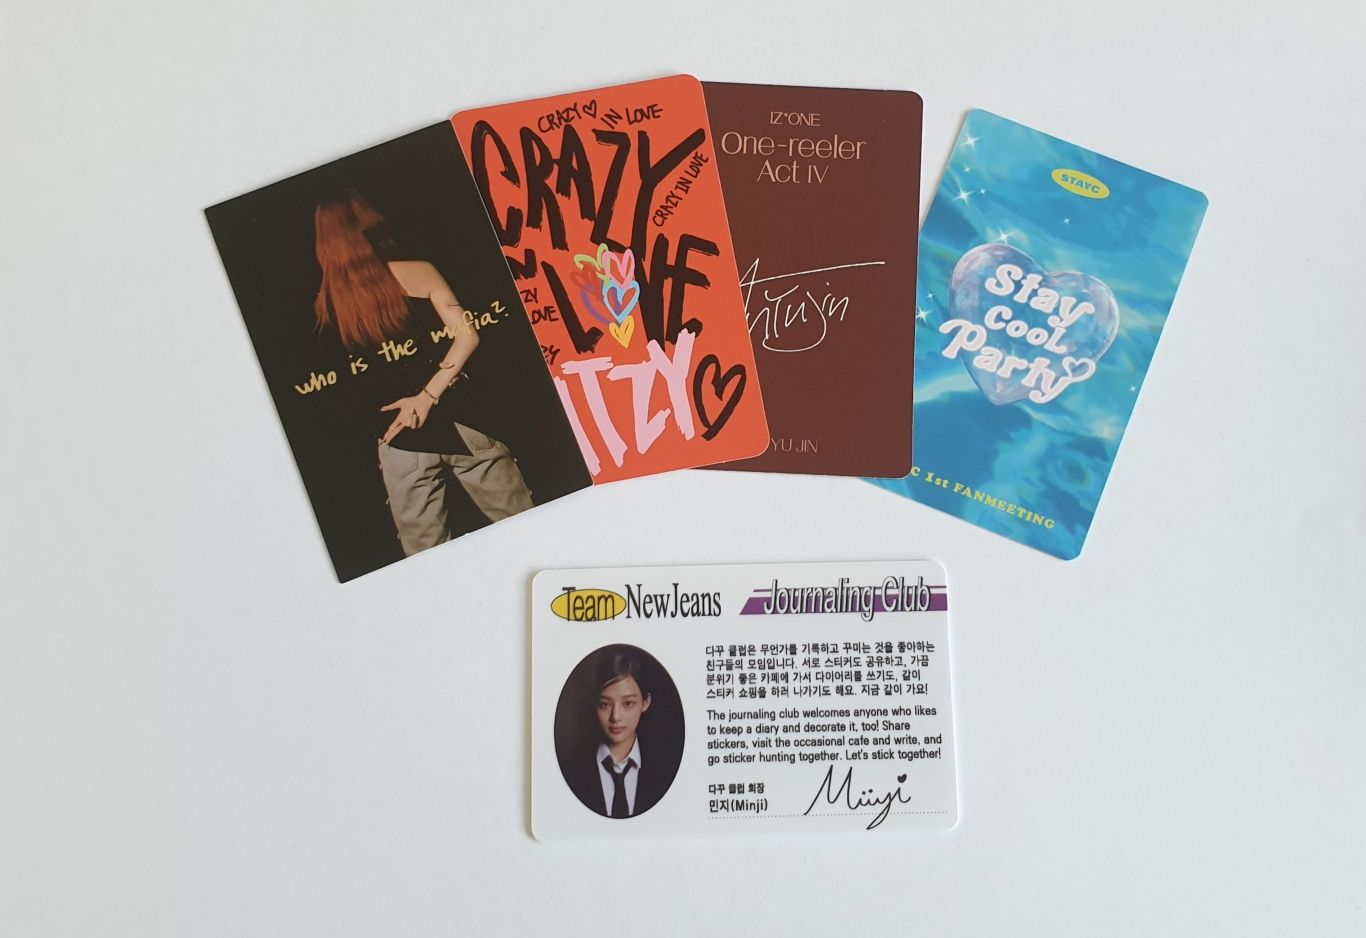 who is the mafia?
CRAZY IN LOVE
CRAZY
IN
LOVE
CRAZY IN LOVE
ZY
OVE
ITZY
IZ*ONE
One-reeler
Act IV
AnYujin
YU JIN
STAYC
Stay
Cool
Party
C 1st FANMEETING
Team NewJeans
Journaling Club
다꾸 클럽은 무언가를 기록하고 꾸미는 것을 좋아하는
친구들의 모임입니다. 서로 스티커도 공유하고, 가끔
분위기 좋은 카페에 가서 다이어리를 쓰기도, 같이
스티커 쇼핑을 하러 나가기도 해요. 지금 같이 가요!
The journaling club welcomes anyone who likes
to keep a diary and decorate it, too! Share
stickers, visit the occasional cafe and write, and
go sticker hunting together. Let's stick together!
다꾸 클럽 회장
민지(Minji)
Minji